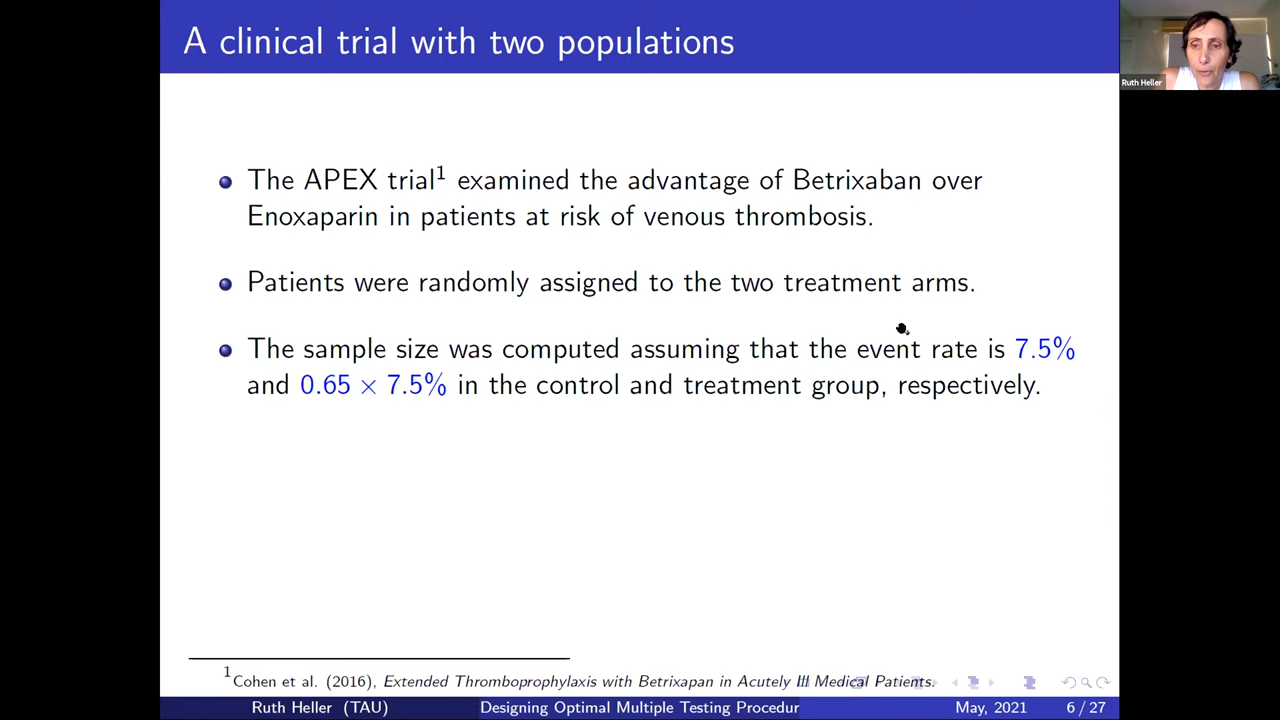 A clinical trial with two populations
Ruth Heller
The APEX trial1 examined the advantage of Betrixaban over
Enoxaparin in patients at risk of venous thrombosis.
Patients were randomly assigned to the two treatment arms.
The sample size was computed assuming that the event rate is 7.5%
and 0.65 × 7.5% in the control and treatment group, respectively.
1Cohen et al. (2016), Extended Thromboprophylaxis with Betrixapan in Acutely Ill Medical Patients.
Ruth Heller (TAU) Designing Optimal Multiple Testing Procedur May, 2021 6 / 27